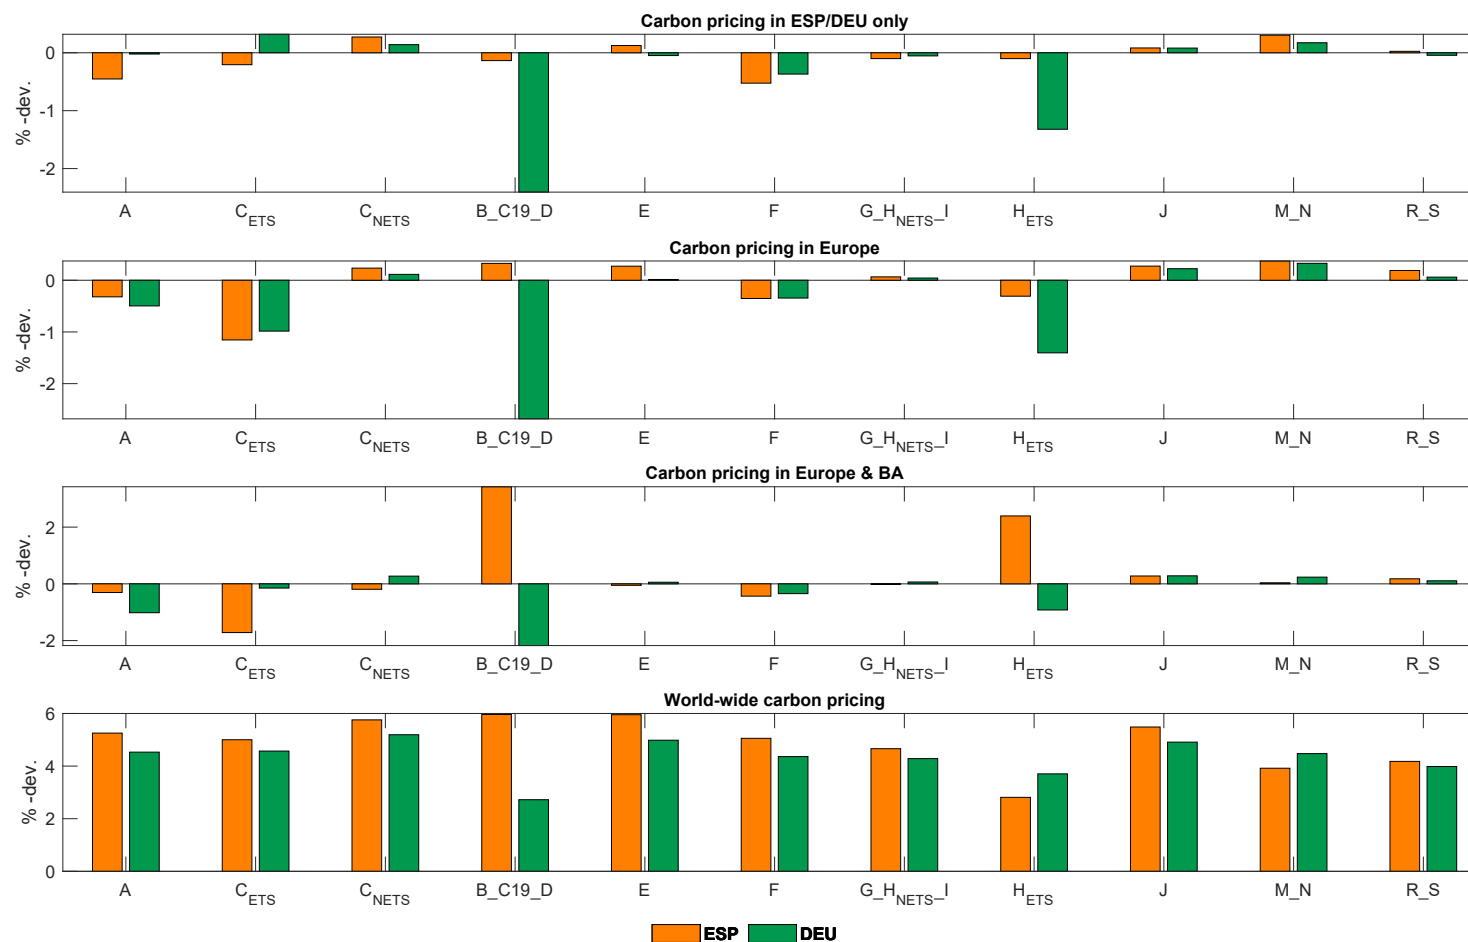 Carbon pricing in ESP/DEU only
% -dev.
0
-1
-2
A C_ETS C_NETS B_C19_D E F G_H_NETS_I H_ETS J M_N R_S
Carbon pricing in Europe
% -dev.
0
-1
-2
A C_ETS C_NETS B_C19_D E F G_H_NETS_I H_ETS J M_N R_S
Carbon pricing in Europe & BA
% -dev.
2
0
-2
A C_ETS C_NETS B_C19_D E F G_H_NETS_I H_ETS J M_N R_S
World-wide carbon pricing
% -dev.
6
4
2
0
A C_ETS C_NETS B_C19_D E F G_H_NETS_I H_ETS J M_N R_S
ESP DEU